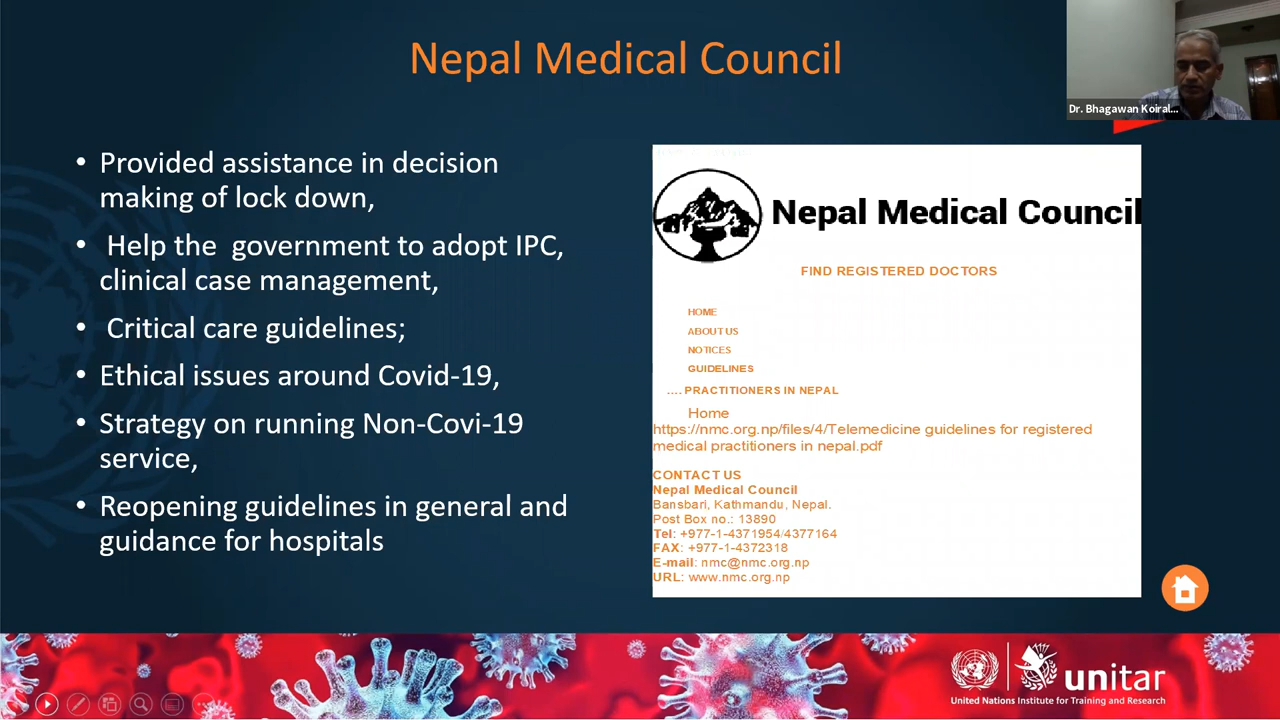 Nepal Medical Council
Dr. Bhagawan Koiral...
• Provided assistance in decision
making of lock down,
• Help the government to adopt IPC,
clinical case management,
• Critical care guidelines;
• Ethical issues around Covid-19,
• Strategy on running Non-Covi-19
service,
• Reopening guidelines in general and
guidance for hospitals
Nepal Medical Council
FIND REGISTERED DOCTORS
HOME
ABOUT US
NOTICES
GUIDELINES
.... PRACTITIONERS IN NEPAL
Home
https://nmc.org.np/files/4/Telemedicine guidelines for registered
medical practitioners in nepal.pdf
CONTACT US
Nepal Medical Council
Bansbari, Kathmandu, Nepal.
Post Box no.: 13890
Tel: +977-1-4371954/4377164
FAX: +977-1-4372318
E-mail: nmc@nmc.org.np
URL: www.nmc.org.np
unitar
United Nations Institute for Training and Research